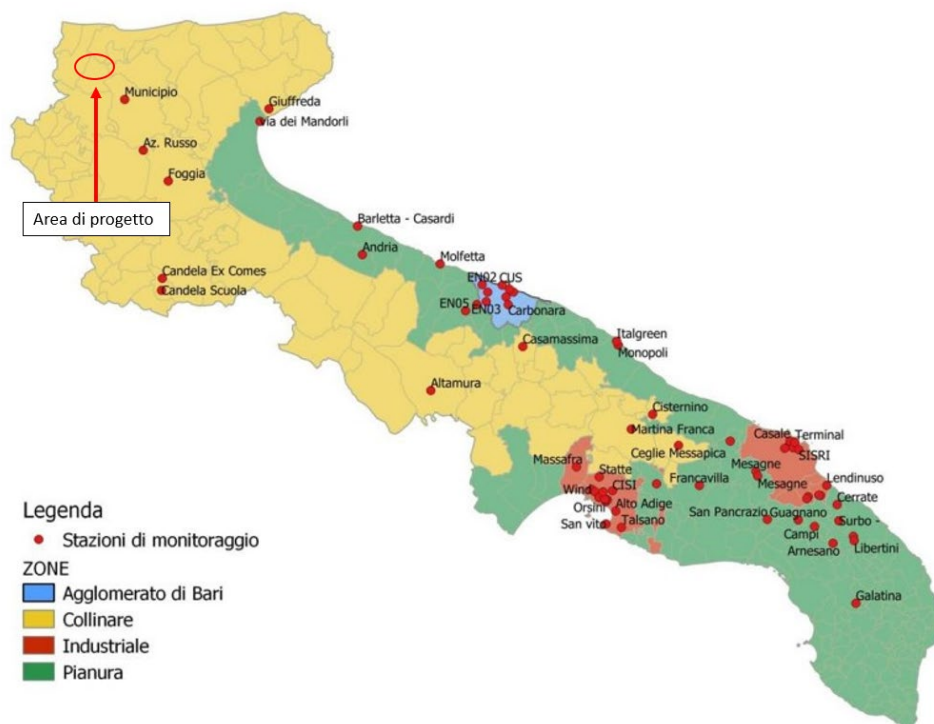 Municipio
Giuffreda
via dei Mandorli
Az. Russo
Foggia
Area di progetto
Barletta - Casardi
Andria
Molfetta
Candela Ex Comes
Candela Scuola
EN02 CUS
EN05 EN03 Carbonara
Casamassima
Italgreen
Monopoli
Altamura
Cisternino
Martina Franca
Ceglie Messapica
Casale Terminal
SISRI
Massafra
Statte
Mesagne
Mesagne
Francavilla
Lendinuso
Wind CISI
Cerrate
Orsini Alto Adige
San Pancrazio Guagnano
San vito Talsano
Campi Surbo -
Arnesano Libertini
Galatina
Legenda
Stazioni di monitoraggio
ZONE
Agglomerato di Bari
Collinare
Industriale
Pianura